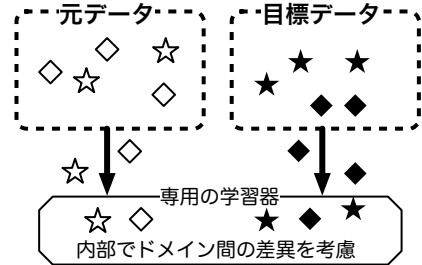 元データ
目標データ
専用の学習器
内部でドメイン間の差異を考慮